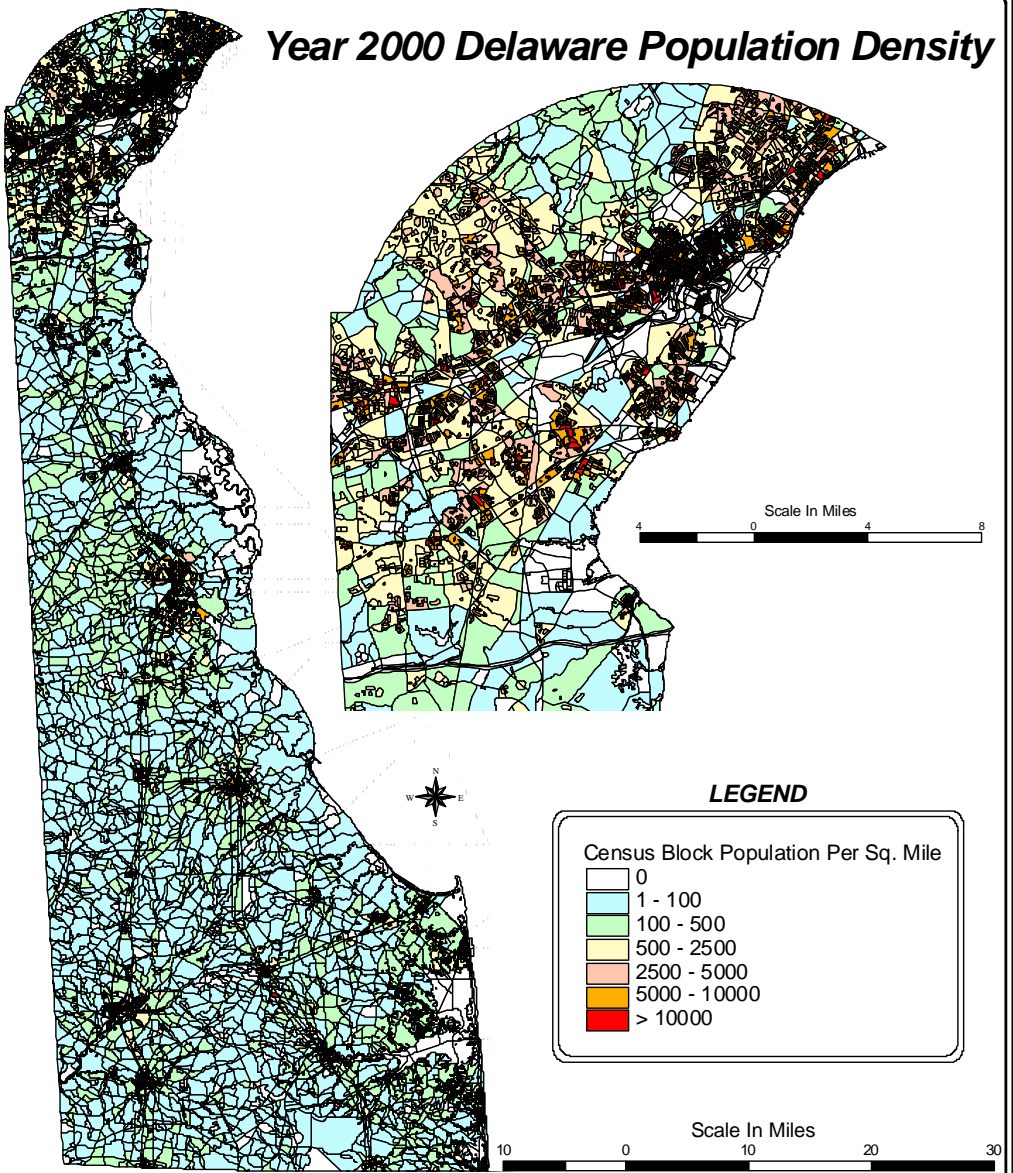 Year 2000 Delaware Population Density
Scale In Miles
4 0 4 8
N
W E
S
LEGEND
Census Block Population Per Sq. Mile
0
1 - 100
100 - 500
500 - 2500
2500 - 5000
5000 - 10000
> 10000
Scale In Miles
10 0 10 20 30